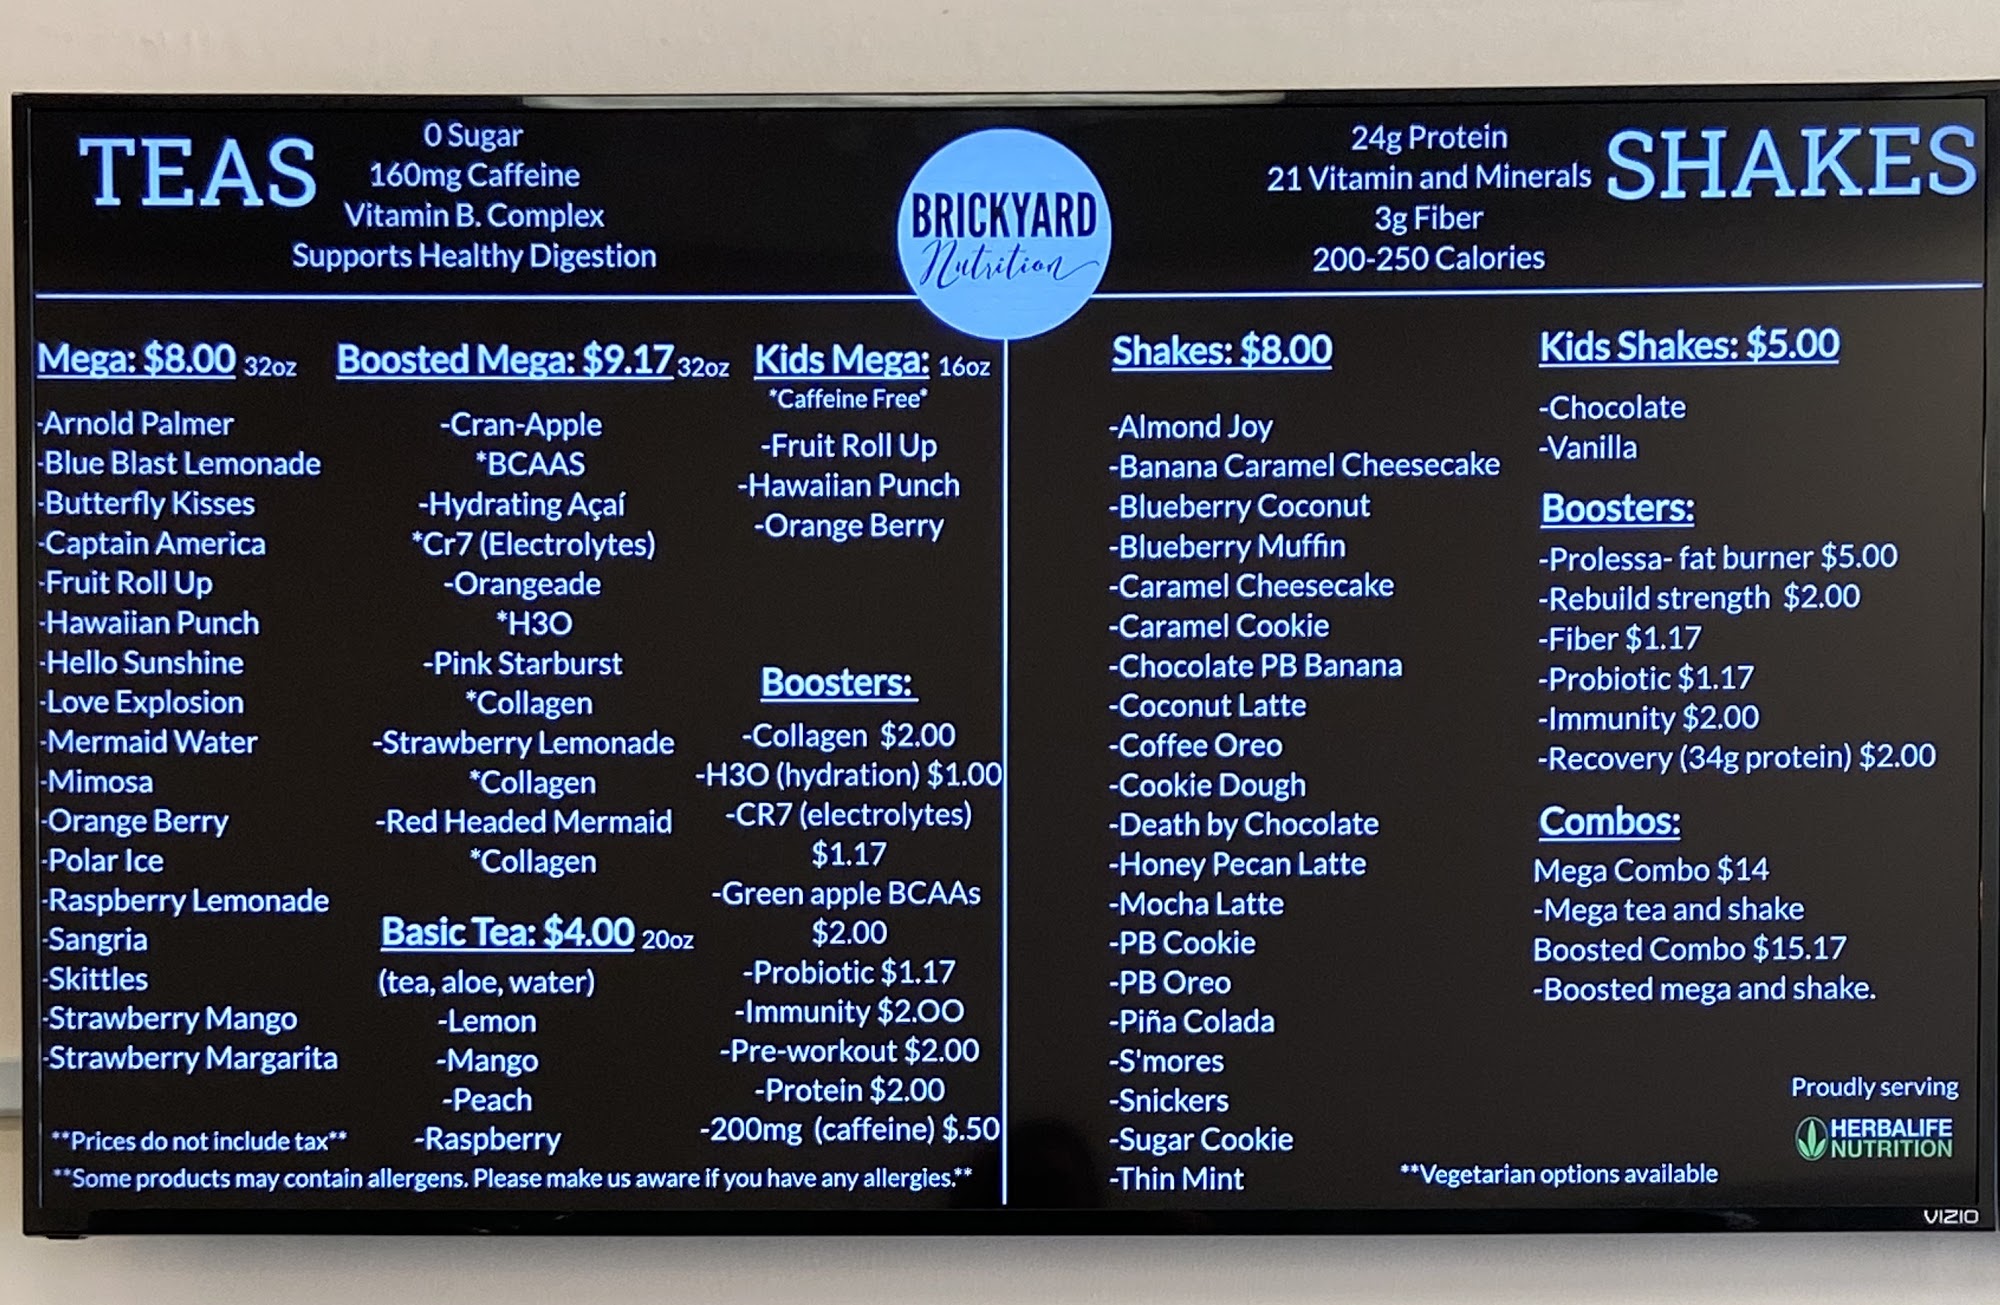 TEAS
0 Sugar
160mg Caffeine
Vitamin B. Complex
Supports Healthy Digestion
BRICKYARD
Nutrition
24g Protein
21 Vitamin and Minerals
3g Fiber
200-250 Calories
SHAKES
Mega: $8.00 32oz
-Arnold Palmer
-Blue Blast Lemonade
-Butterfly Kisses
-Captain America
-Fruit Roll Up
-Hawaiian Punch
-Hello Sunshine
-Love Explosion
-Mermaid Water
-Mimosa
-Orange Berry
-Polar Ice
-Raspberry Lemonade
-Sangria
-Skittles
-Strawberry Mango
-Strawberry Margarita
**Prices do not include tax**
Boosted Mega: $9.17 32oz
-Cran-Apple
*BCAAS
-Hydrating Açaí
*Cr7 (Electrolytes)
-Orangeade
*H3O
-Pink Starburst
*Collagen
-Strawberry Lemonade
*Collagen
-Red Headed Mermaid
*Collagen
Basic Tea: $4.00 20oz
(tea, aloe, water)
-Lemon
-Mango
-Peach
-Raspberry
Kids Mega: 16oz
*Caffeine Free*
-Fruit Roll Up
-Hawaiian Punch
-Orange Berry
Boosters:
-Collagen $2.00
-H3O (hydration) $1.00
-CR7 (electrolytes)
$1.17
-Green apple BCAAs
$2.00
-Probiotic $1.17
-Immunity $2.OO
-Pre-workout $2.00
-Protein $2.00
-200mg (caffeine) $.50
**Some products may contain allergens. Please make us aware if you have any allergies.**
Shakes: $8.00
-Almond Joy
-Banana Caramel Cheesecake
-Blueberry Coconut
-Blueberry Muffin
-Caramel Cheesecake
-Caramel Cookie
-Chocolate PB Banana
-Coconut Latte
-Coffee Oreo
-Cookie Dough
-Death by Chocolate
-Honey Pecan Latte
-Mocha Latte
-PB Cookie
-PB Oreo
-Piña Colada
-S'mores
-Snickers
-Sugar Cookie
-Thin Mint
Kids Shakes: $5.00
-Chocolate
-Vanilla
Boosters:
-Prolessa- fat burner $5.00
-Rebuild strength $2.00
-Fiber $1.17
-Probiotic $1.17
-Immunity $2.00
-Recovery (34g protein) $2.00
Combos:
Mega Combo $14
-Mega tea and shake
Boosted Combo $15.17
-Boosted mega and shake.
Proudly serving
HERBALIFE
NUTRITION
**Vegetarian options available
VIZIO